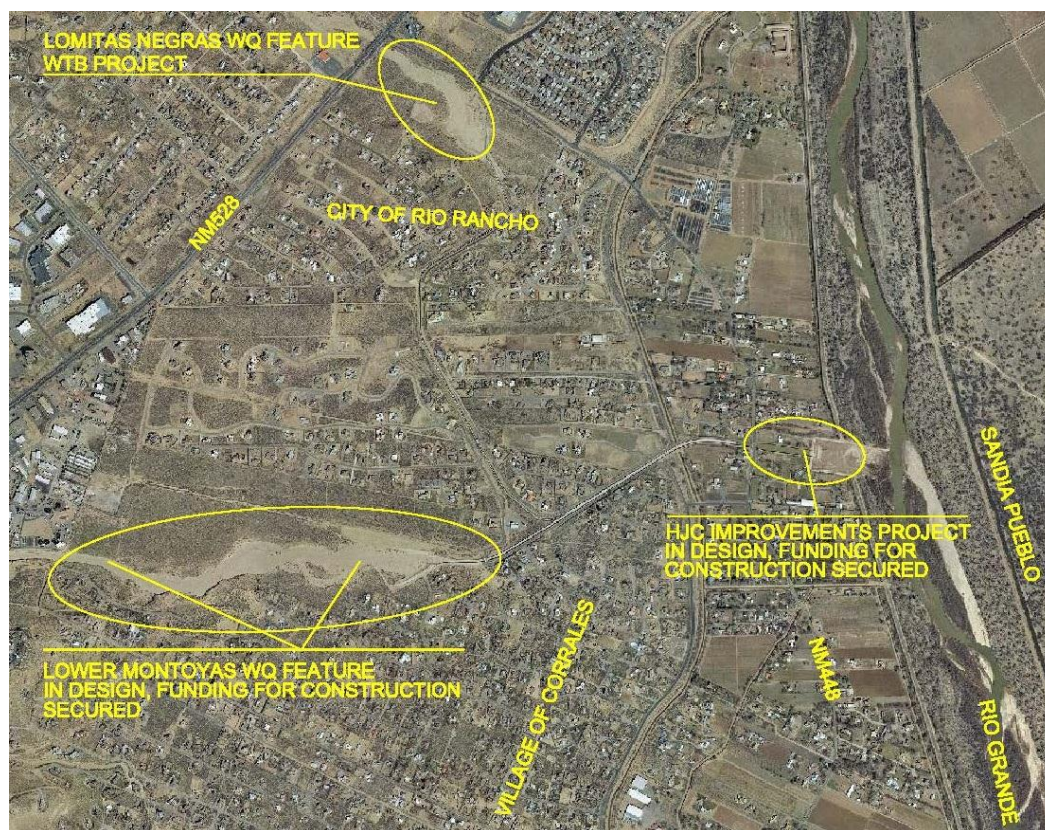 LOMITAS NEGRAS WQ FEATURE
WTB PROJECT
NM528
CITY OF RIO RANCHO
SANDIA PUEBLO
HJC IMPROVEMENTS PROJECT
IN DESIGN, FUNDING FOR
CONSTRUCTION SECURED
LOWER MONTOYAS WQ FEATURE
IN DESIGN, FUNDING FOR CONSTRUCTION
SECURED
VILLAGE OF CORRALES
NM448
RIO GRANDE